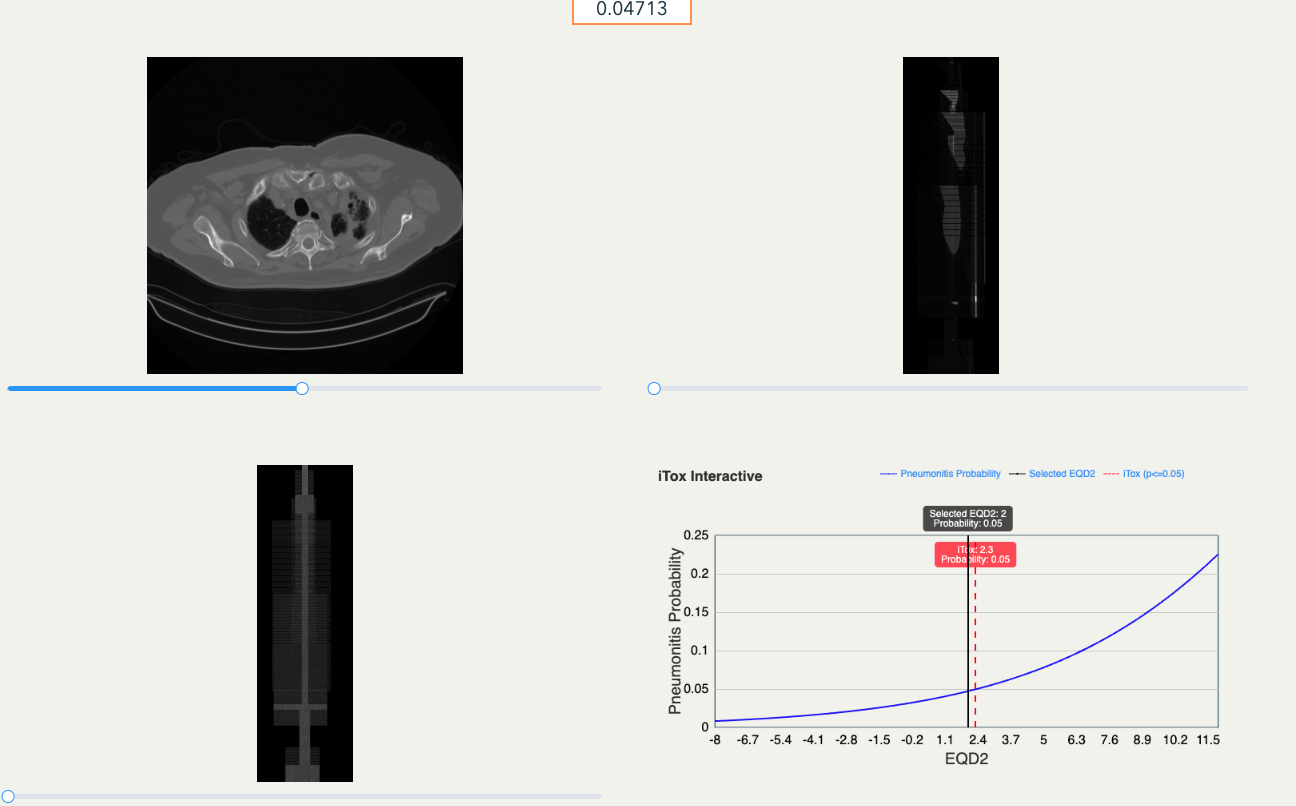 0.04713
iTox Interactive
Pneumonitis Probability
Selected EQD2
iTox (p<=0.05)
Selected EQD2: 2
Probability: 0.05
iTox: 2.3
Probability: 0.05
Pneumonitis Probability
0.25
0.2
0.15
0.1
0.05
0
-8 -6.7 -5.4 -4.1 -2.8 -1.5 -0.2 1.1 2.4 3.7 5 6.3 7.6 8.9 10.2 11.5
EQD2